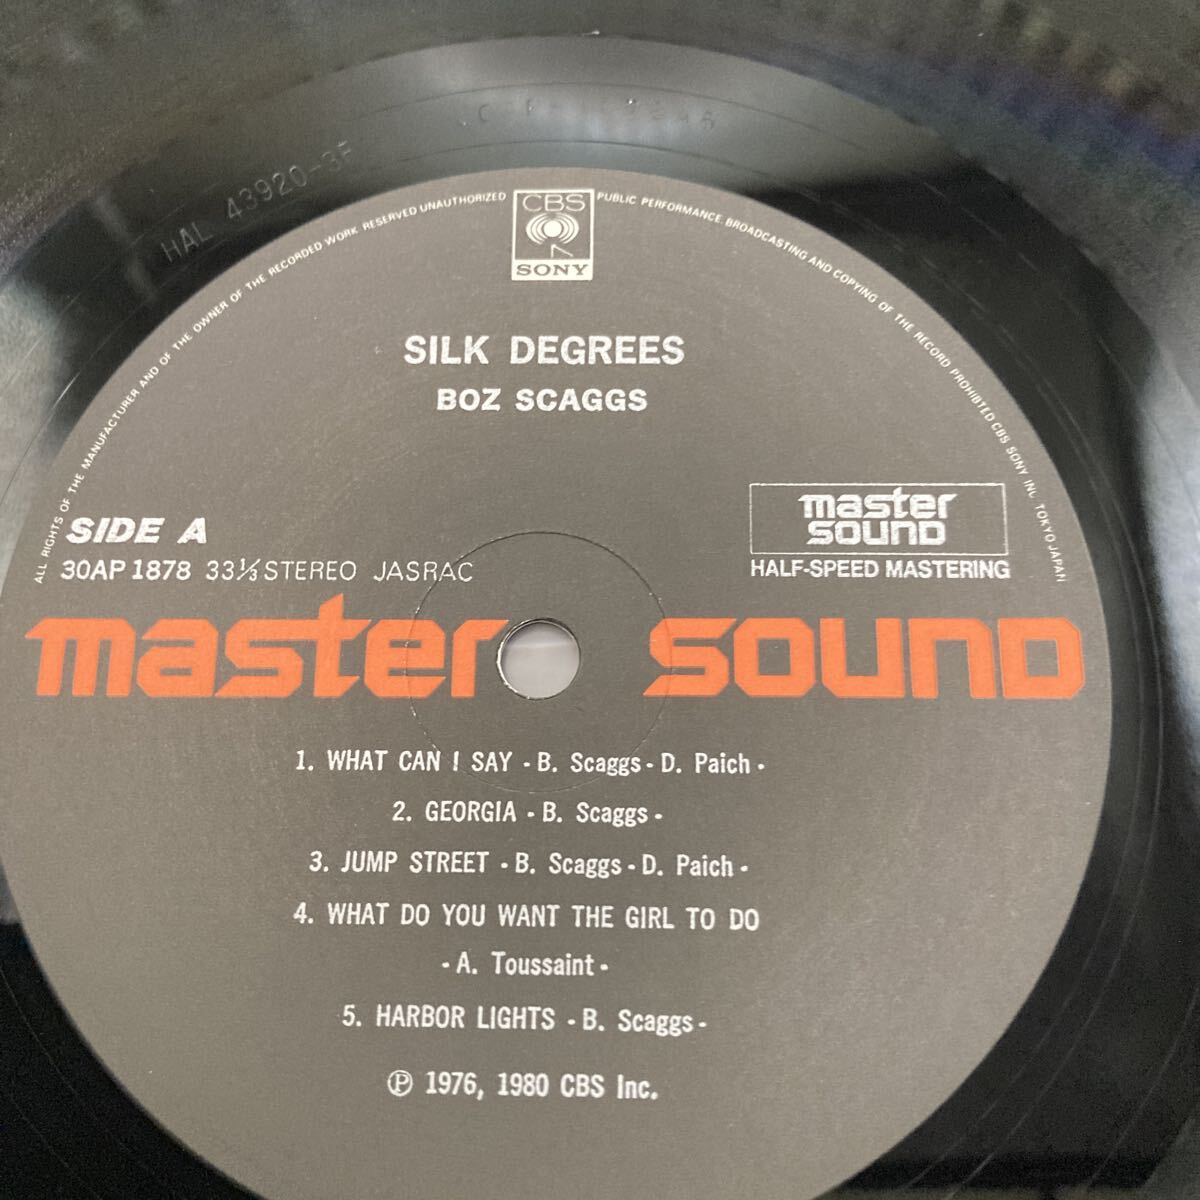 HAL 43920-3F
ALL RIGHTS OF THE MANUFACTURER AND OF THE OWNER OF THE RECORDED WORK RESERVED UNAUTHORIZED PUBLIC PERFORMANCE. BROADCASTING AND COPYING OF THE RECORD PROHIBITED CBS SONY INC. TOKYO JAPAN
CBS
SONY
SILK DEGREES
BOZ SCAGGS
SIDE A
30AP 1878 33⅓ STEREO JASRAC
master
SOUND
HALF-SPEED MASTERING
master SOUND
1. WHAT CAN I SAY - B. Scaggs - D. Paich -
2. GEORGIA - B. Scaggs -
3. JUMP STREET - B. Scaggs - D. Paich -
4. WHAT DO YOU WANT THE GIRL TO DO
- A. Toussaint -
5. HARBOR LIGHTS - B. Scaggs -
℗ 1976, 1980 CBS Inc.